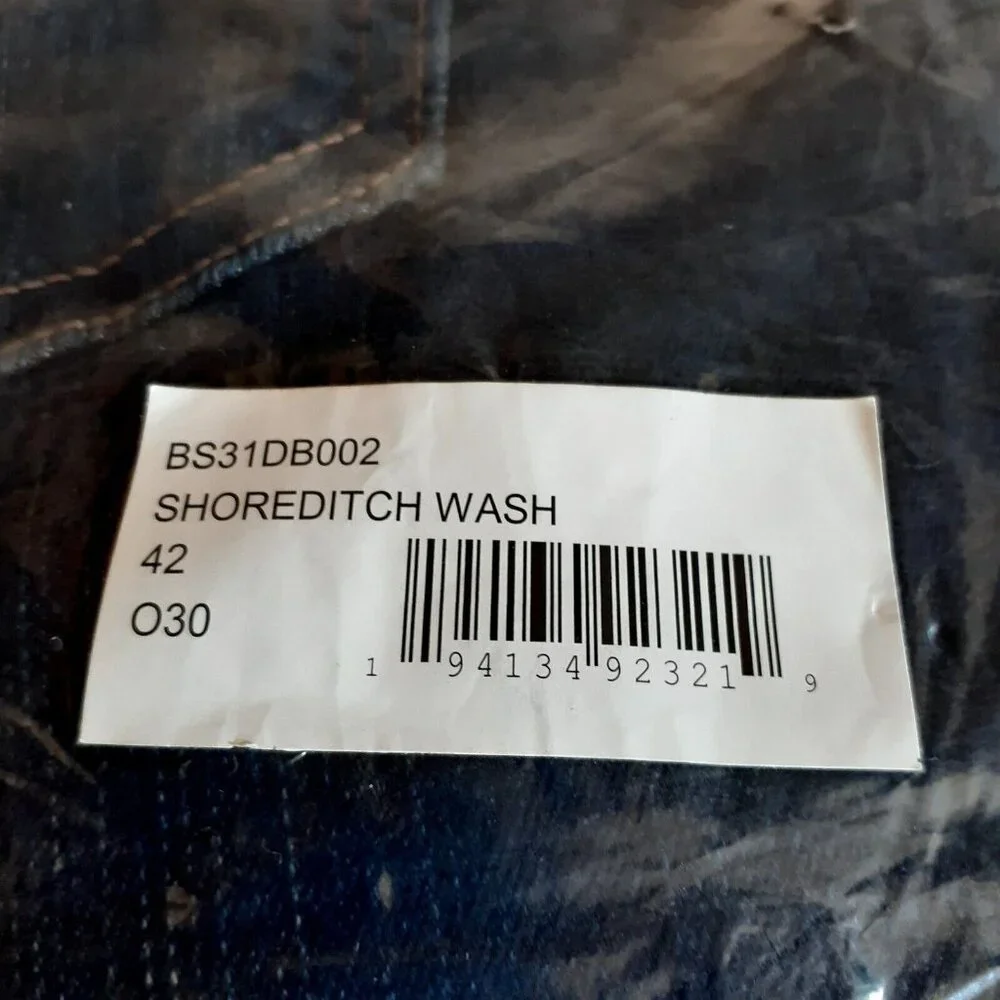 BS31DB002
SHOREDITCH WASH
42
O30
1 94134 92321 9